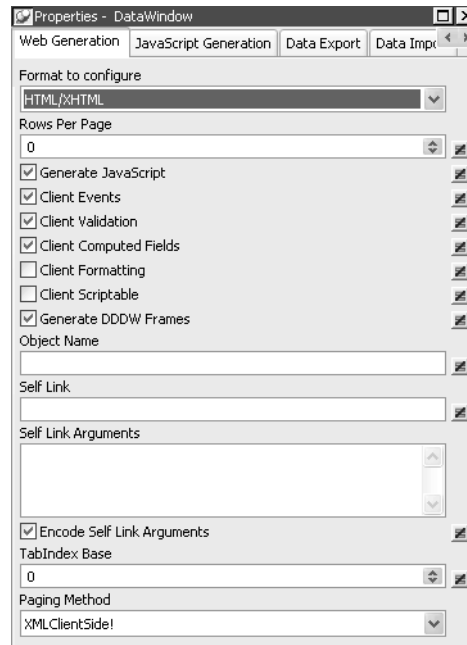 Properties - DataWindow
Web Generation JavaScript Generation Data Export Data Impo
Format to configure
HTML/XHTML
Rows Per Page
0
Generate JavaScript
Client Events
Client Validation
Client Computed Fields
Client Formatting
Client Scriptable
Generate DDDW Frames
Object Name
Self Link
Self Link Arguments
Encode Self Link Arguments
TabIndex Base
0
Paging Method
XMLClientSide!